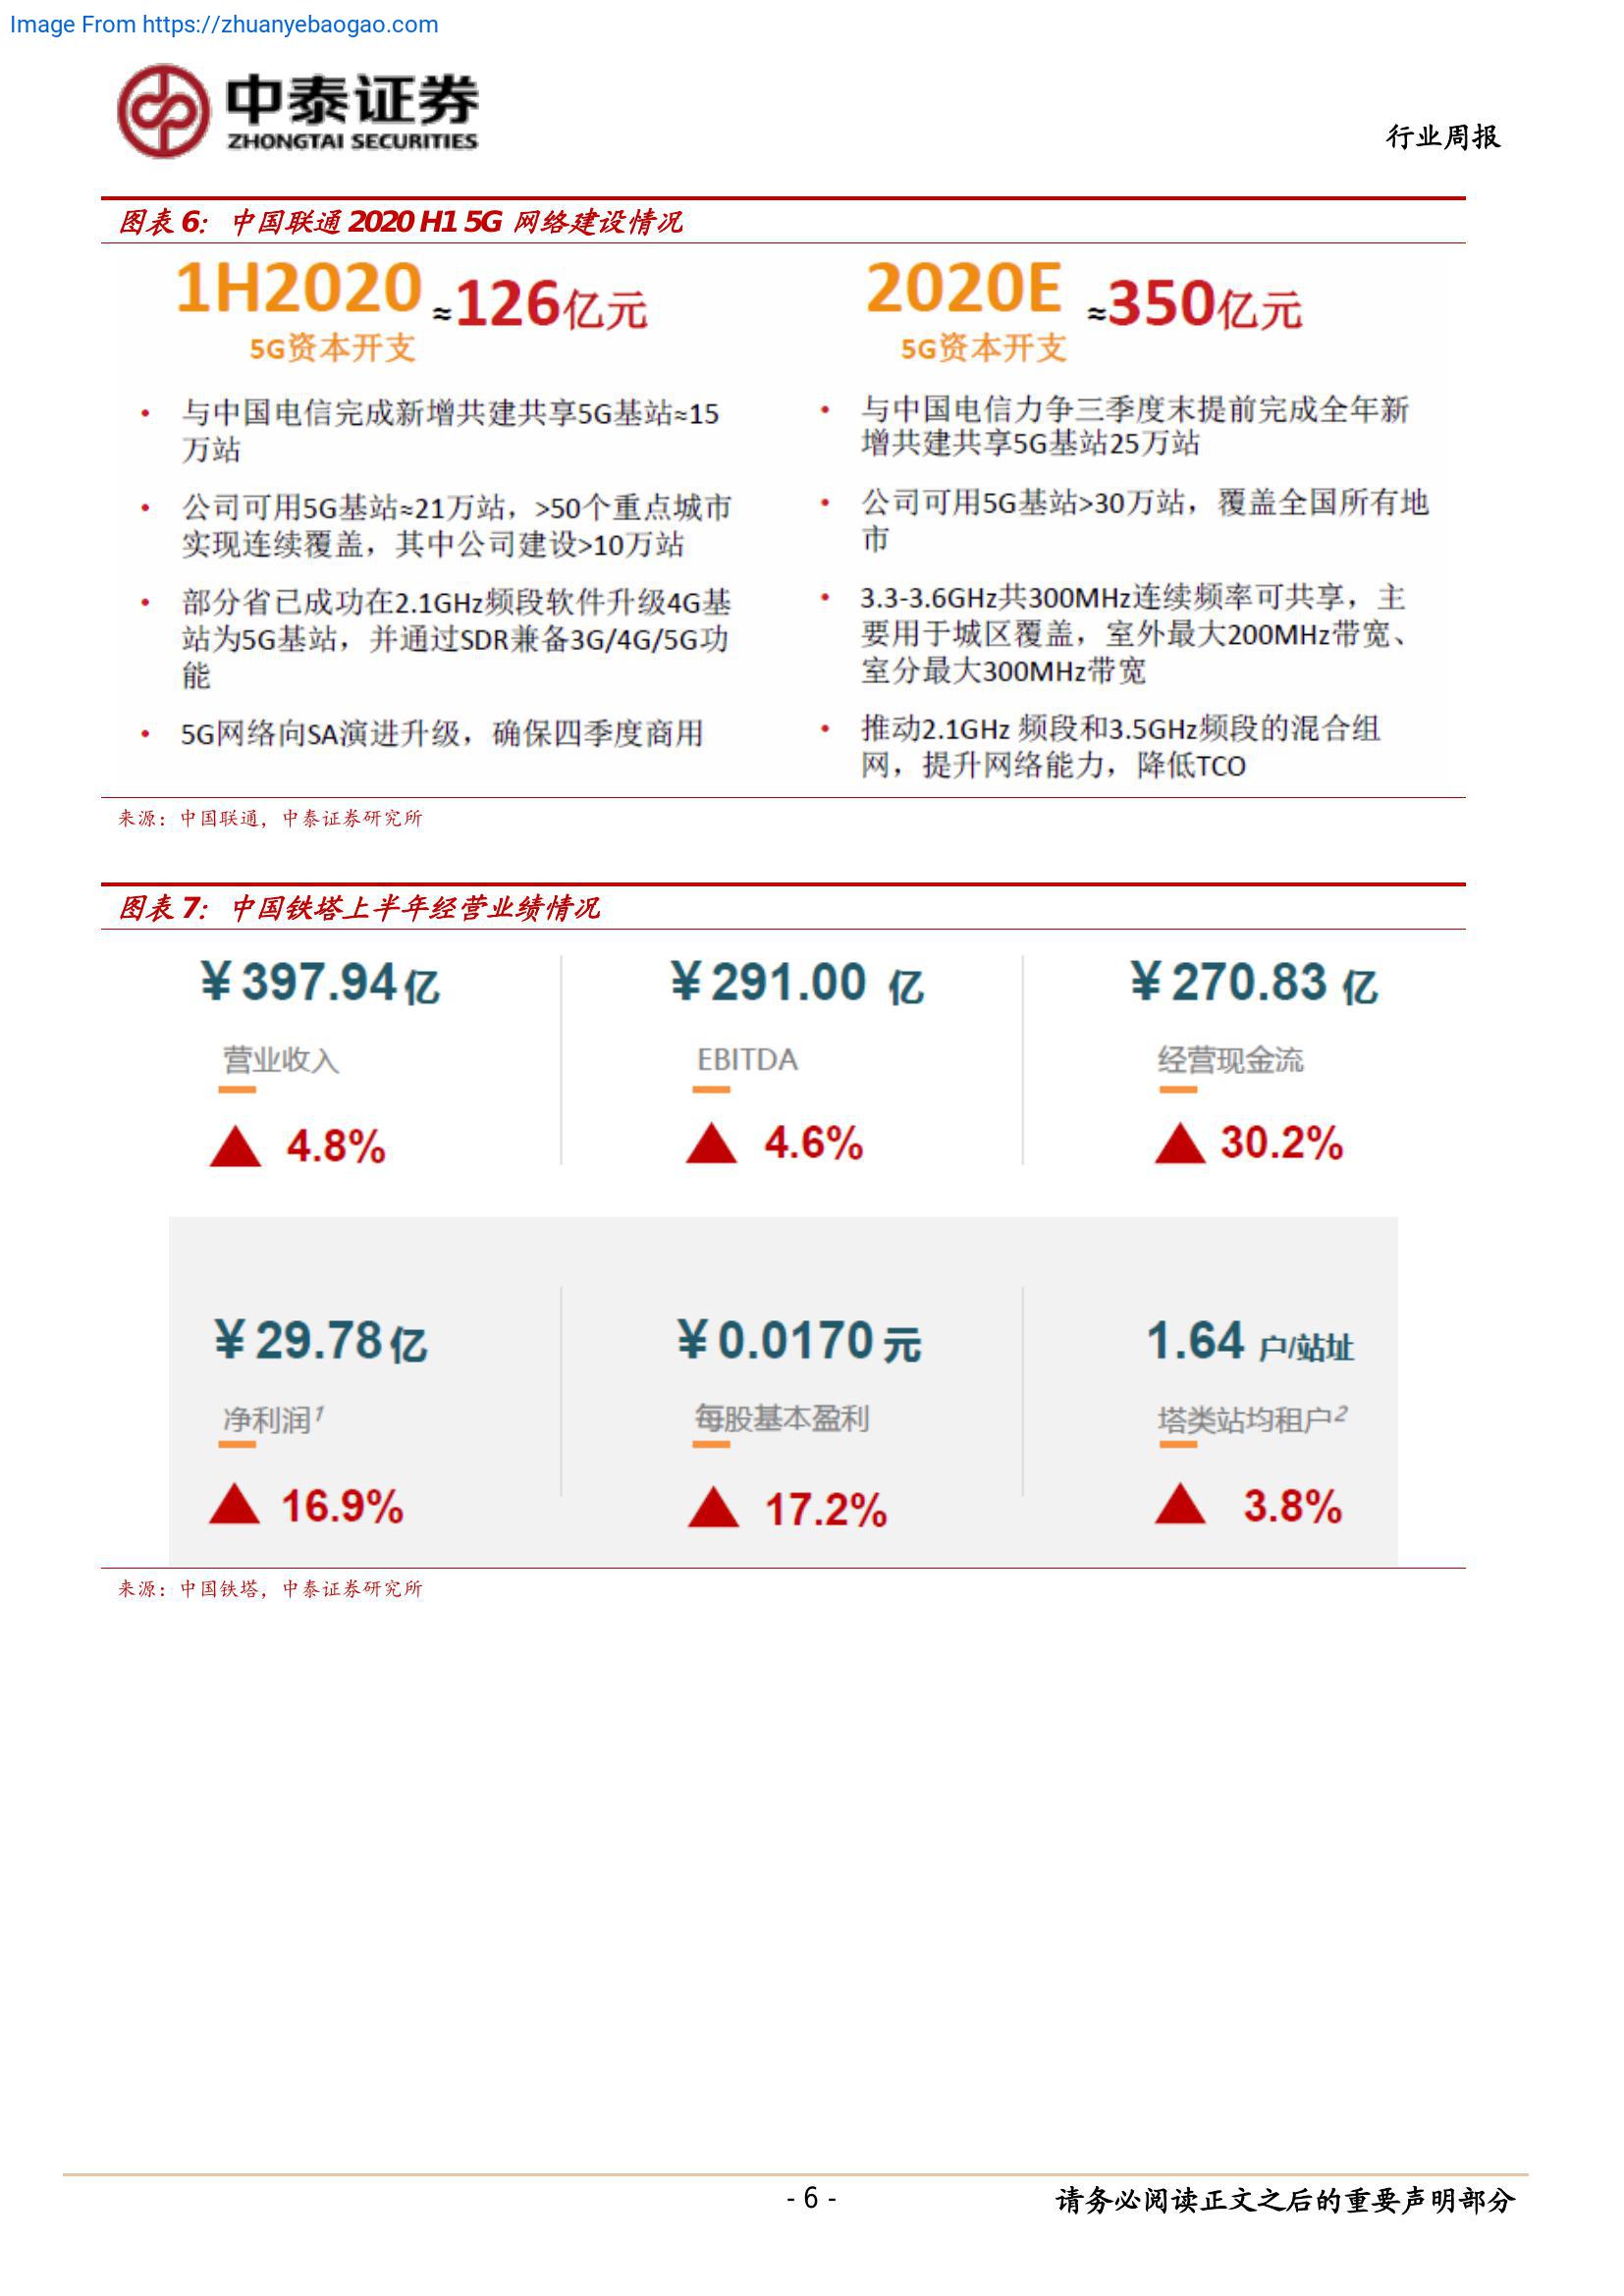 Image From https://zhuanyebaogao.com
中泰证券
ZHONGTAI SECURITIES
行业周报
图表 6： 中国联通 2020 H1 5G 网络建设情况
1H2020 ≈126亿元
5G资本开支
• 与中国电信完成新增共建共享5G基站≈15
万站
• 公司可用5G基站≈21万站，>50个重点城市
实现连续覆盖，其中公司建设>10万站
• 部分省已成功在2.1GHz频段软件升级4G基
站为5G基站，并通过SDR兼备3G/4G/5G功
能
• 5G网络向SA演进升级，确保四季度商用
2020E ≈350亿元
5G资本开支
• 与中国电信力争三季度末提前完成全年新
增共建共享5G基站25万站
• 公司可用5G基站>30万站，覆盖全国所有地
市
• 3.3-3.6GHz共300MHz连续频率可共享，主
要用于城区覆盖，室外最大200MHz带宽、
室分最大300MHz带宽
• 推动2.1GHz 频段和3.5GHz频段的混合组
网，提升网络能力，降低TCO
来源：中国联通，中泰证券研究所
图表 7： 中国铁塔上半年经营业绩情况
¥397.94亿 ¥291.00 亿 ¥270.83 亿
营业收入 EBITDA 经营现金流
▲ 4.8% ▲ 4.6% ▲ 30.2%
¥29.78亿 ¥0.0170 元 1.64 户/站址
净利润1 每股基本盈利 塔类站均租户2
▲ 16.9% ▲ 17.2% ▲ 3.8%
来源：中国铁塔，中泰证券研究所
- 6 - 请务必阅读正文之后的重要声明部分